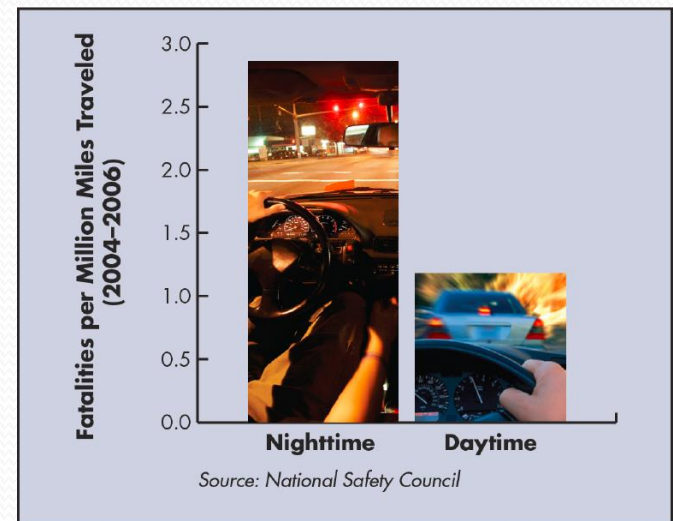 Fatalities per Million Miles Traveled
(2004–2006)
3.0
2.5
2.0
1.5
1.0
0.5
0.0
Nighttime
Daytime
Source: National Safety Council